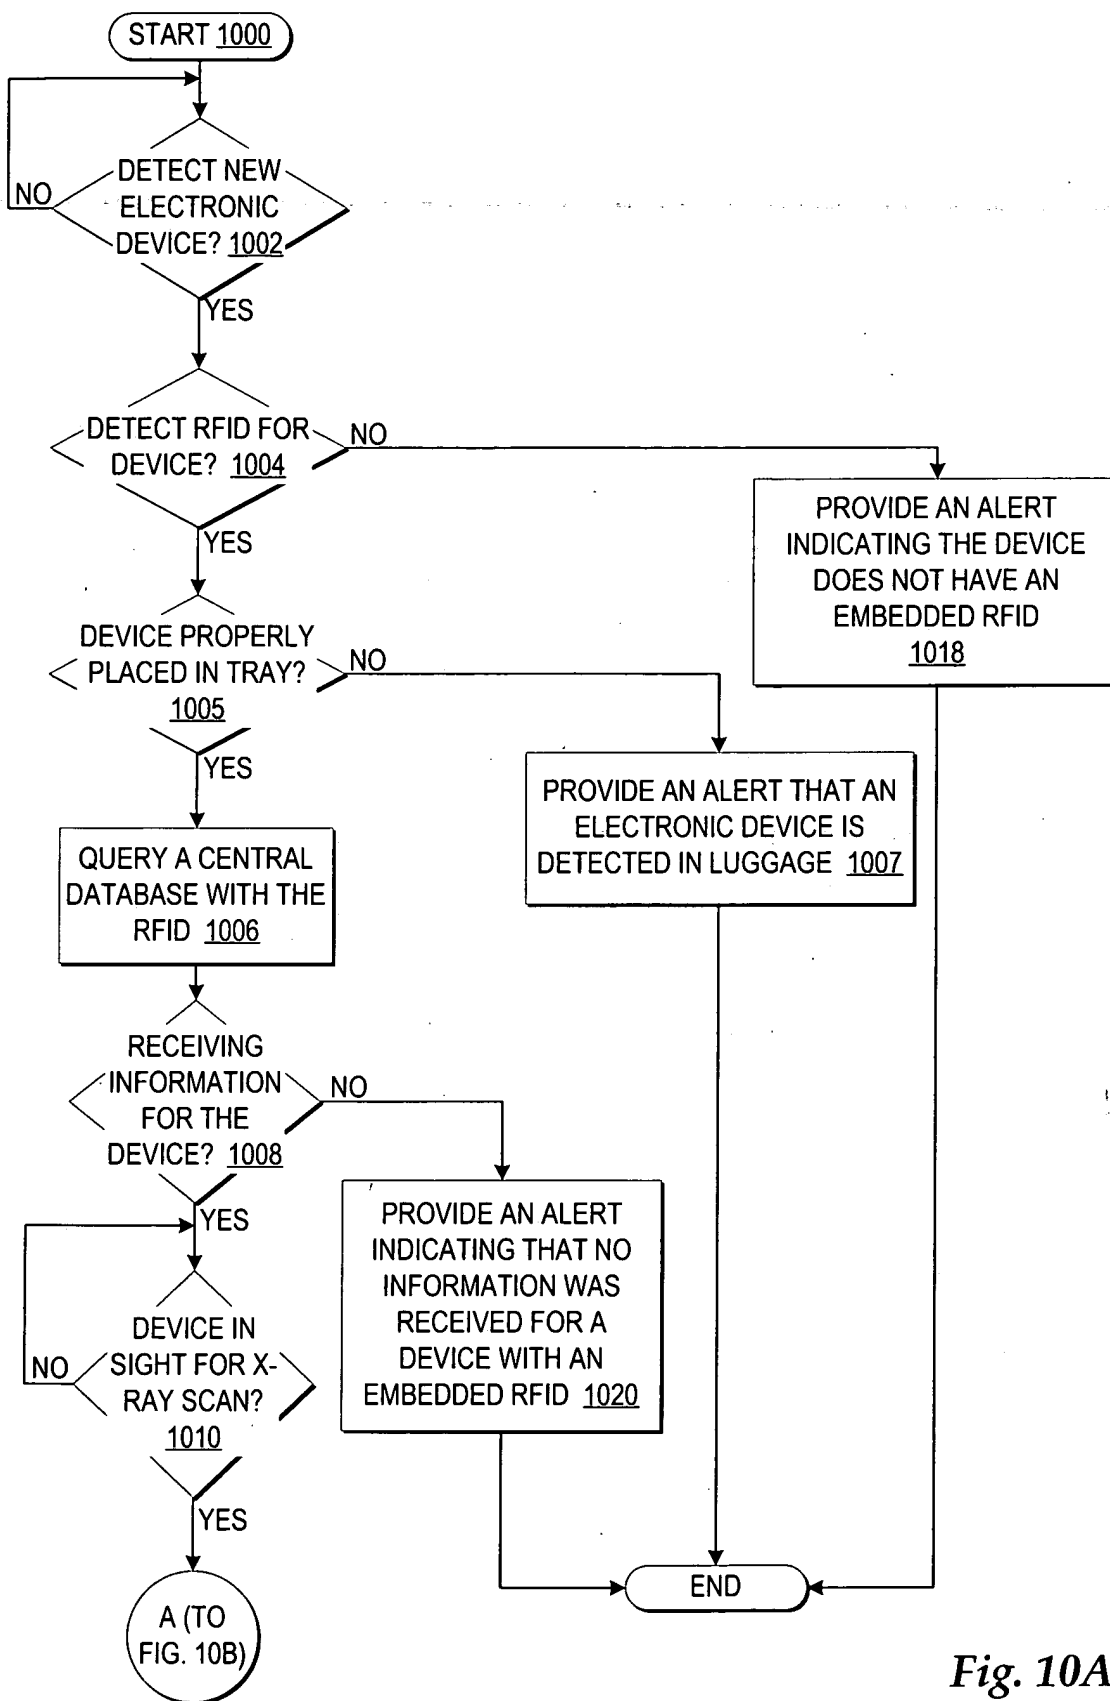 START 1000
DETECT NEW
ELECTRONIC
DEVICE? 1002
NO
YES
DETECT RFID FOR
DEVICE? 1004
NO
YES
PROVIDE AN ALERT
INDICATING THE DEVICE
DOES NOT HAVE AN
EMBEDDED RFID
1018
DEVICE PROPERLY
PLACED IN TRAY?
1005
NO
YES
PROVIDE AN ALERT THAT AN
ELECTRONIC DEVICE IS
DETECTED IN LUGGAGE 1007
QUERY A CENTRAL
DATABASE WITH THE
RFID 1006
RECEIVING
INFORMATION
FOR THE
DEVICE? 1008
NO
YES
PROVIDE AN ALERT
INDICATING THAT NO
INFORMATION WAS
RECEIVED FOR A
DEVICE WITH AN
EMBEDDED RFID 1020
DEVICE IN
SIGHT FOR X-
RAY SCAN?
1010
NO
YES
A (TO
FIG. 10B)
END
Fig. 10A